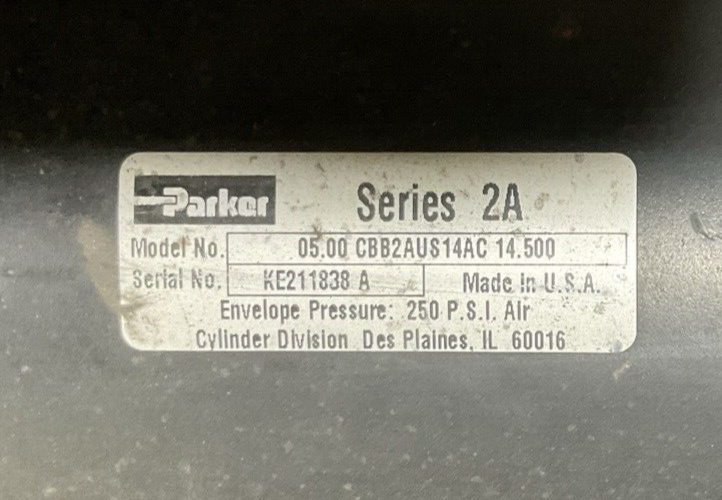 Parker Series 2A
Model No. 05.00 CBB2AUS14AC 14.500
Serial No. KE211838 A Made in U.S.A.
Envelope Pressure: 250 P.S.I. Air
Cylinder Division Des Plaines, IL 60016